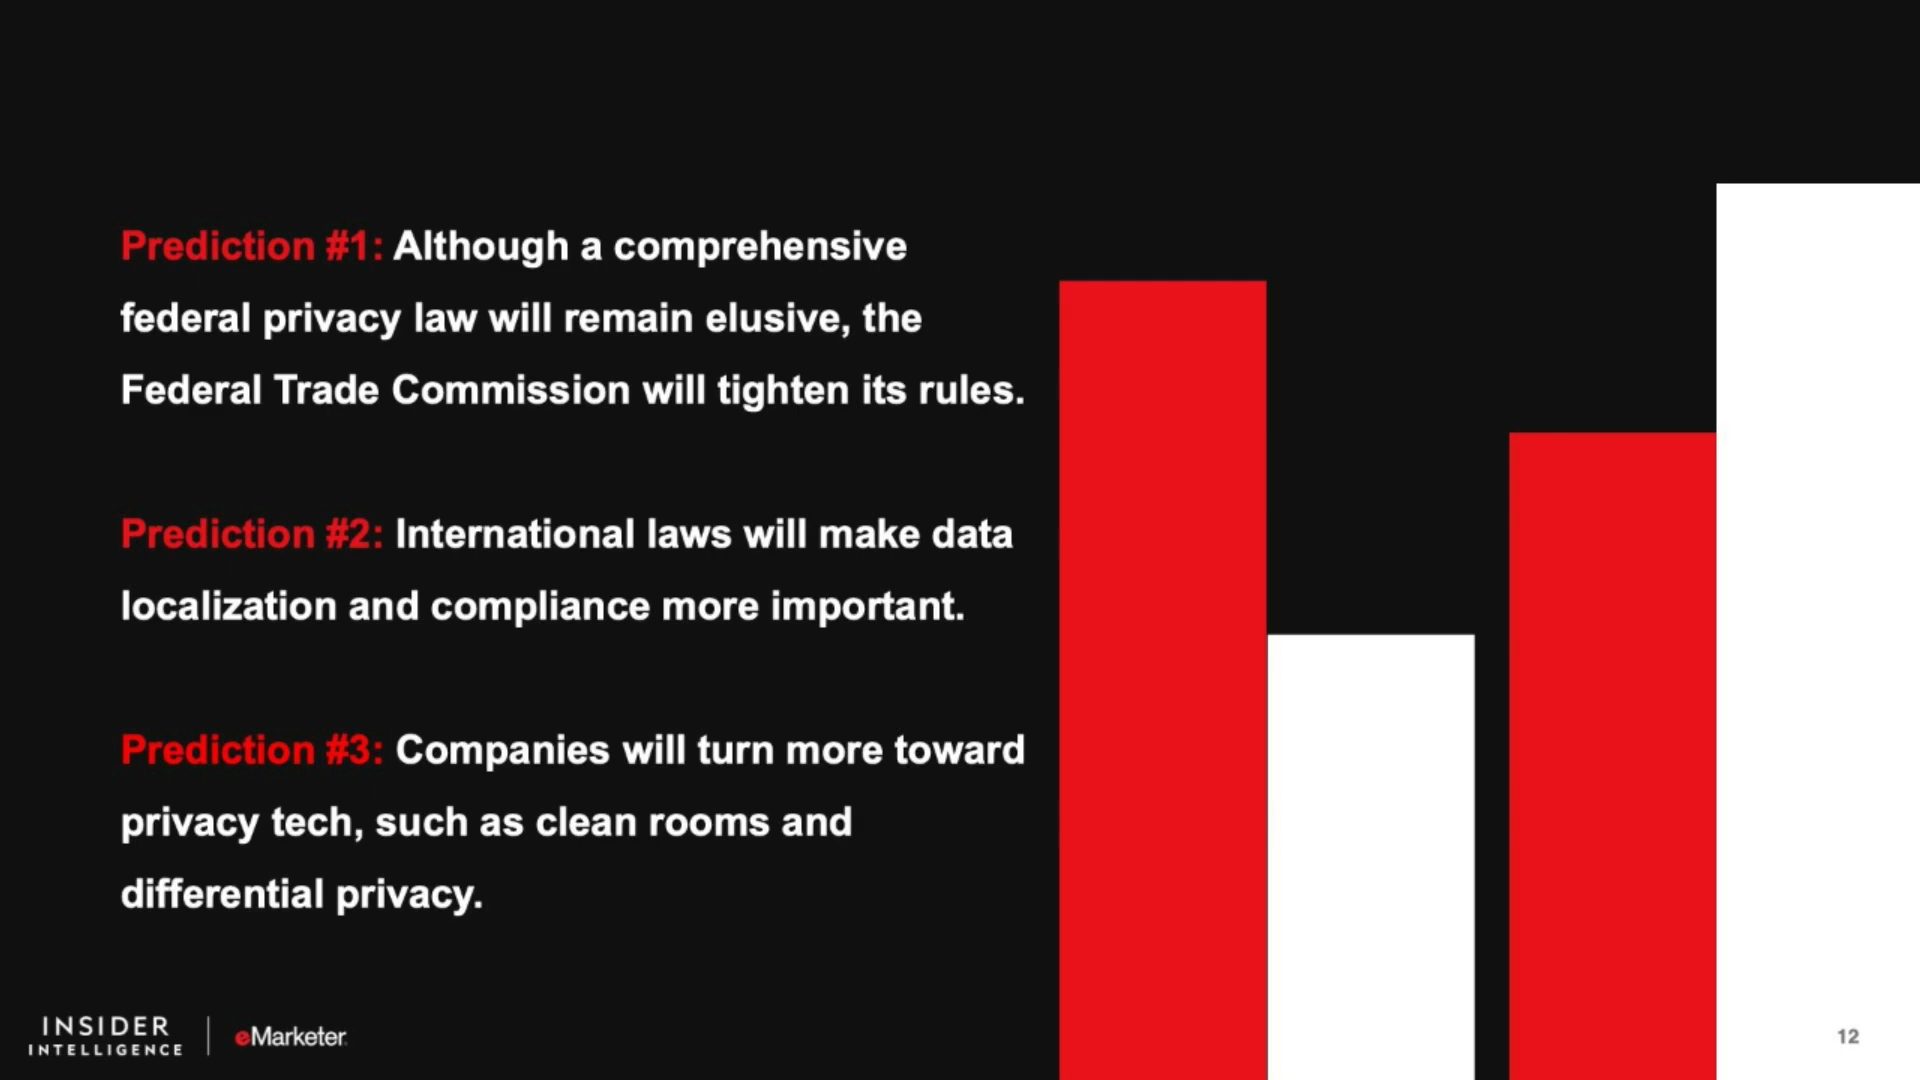 Prediction #1: Although a comprehensive
federal privacy law will remain elusive, the
Federal Trade Commission will tighten its rules.
Prediction #2: International laws will make data
localization and compliance more important.
Prediction #3: Companies will turn more toward
privacy tech, such as clean rooms and
differential privacy.
INSIDER
INTELLIGENCE
eMarketer
12